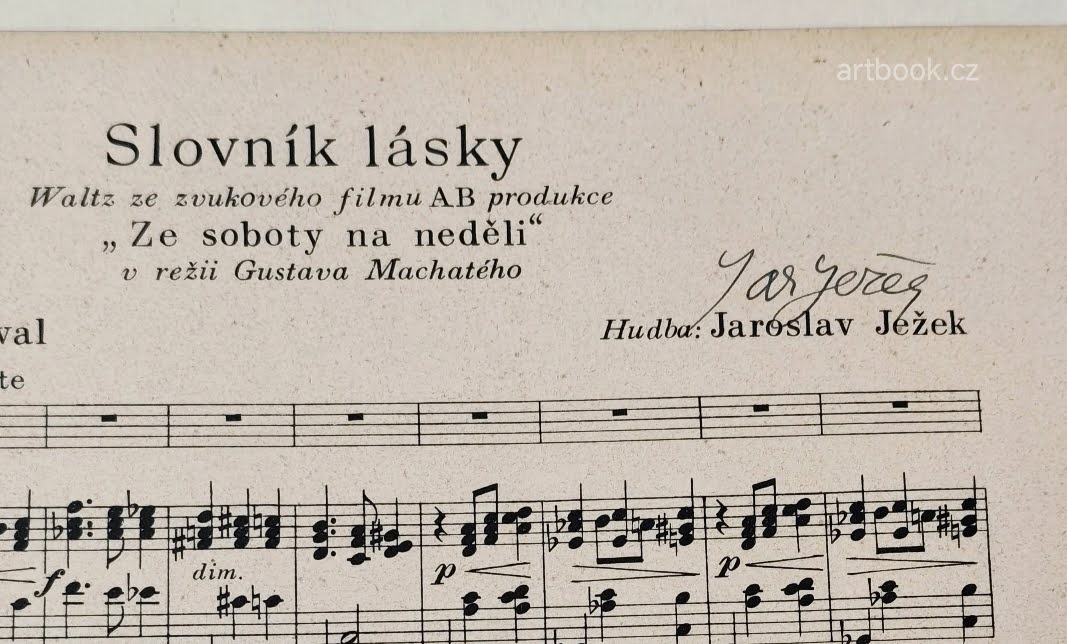 artbook.cz
Slovník lásky
Waltz ze zvukového filmu AB produkce
„Ze soboty na neděli“
v režii Gustava Machatého
Jar Ježek
val
Hudba: Jaroslav Ježek
te
f
dim.
p
p